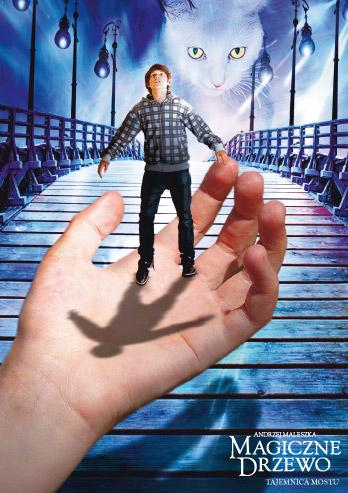 ANDRZEJ MALESZKA
MAGICZNE
DRZEWO
TAJEMNICA MOSTU